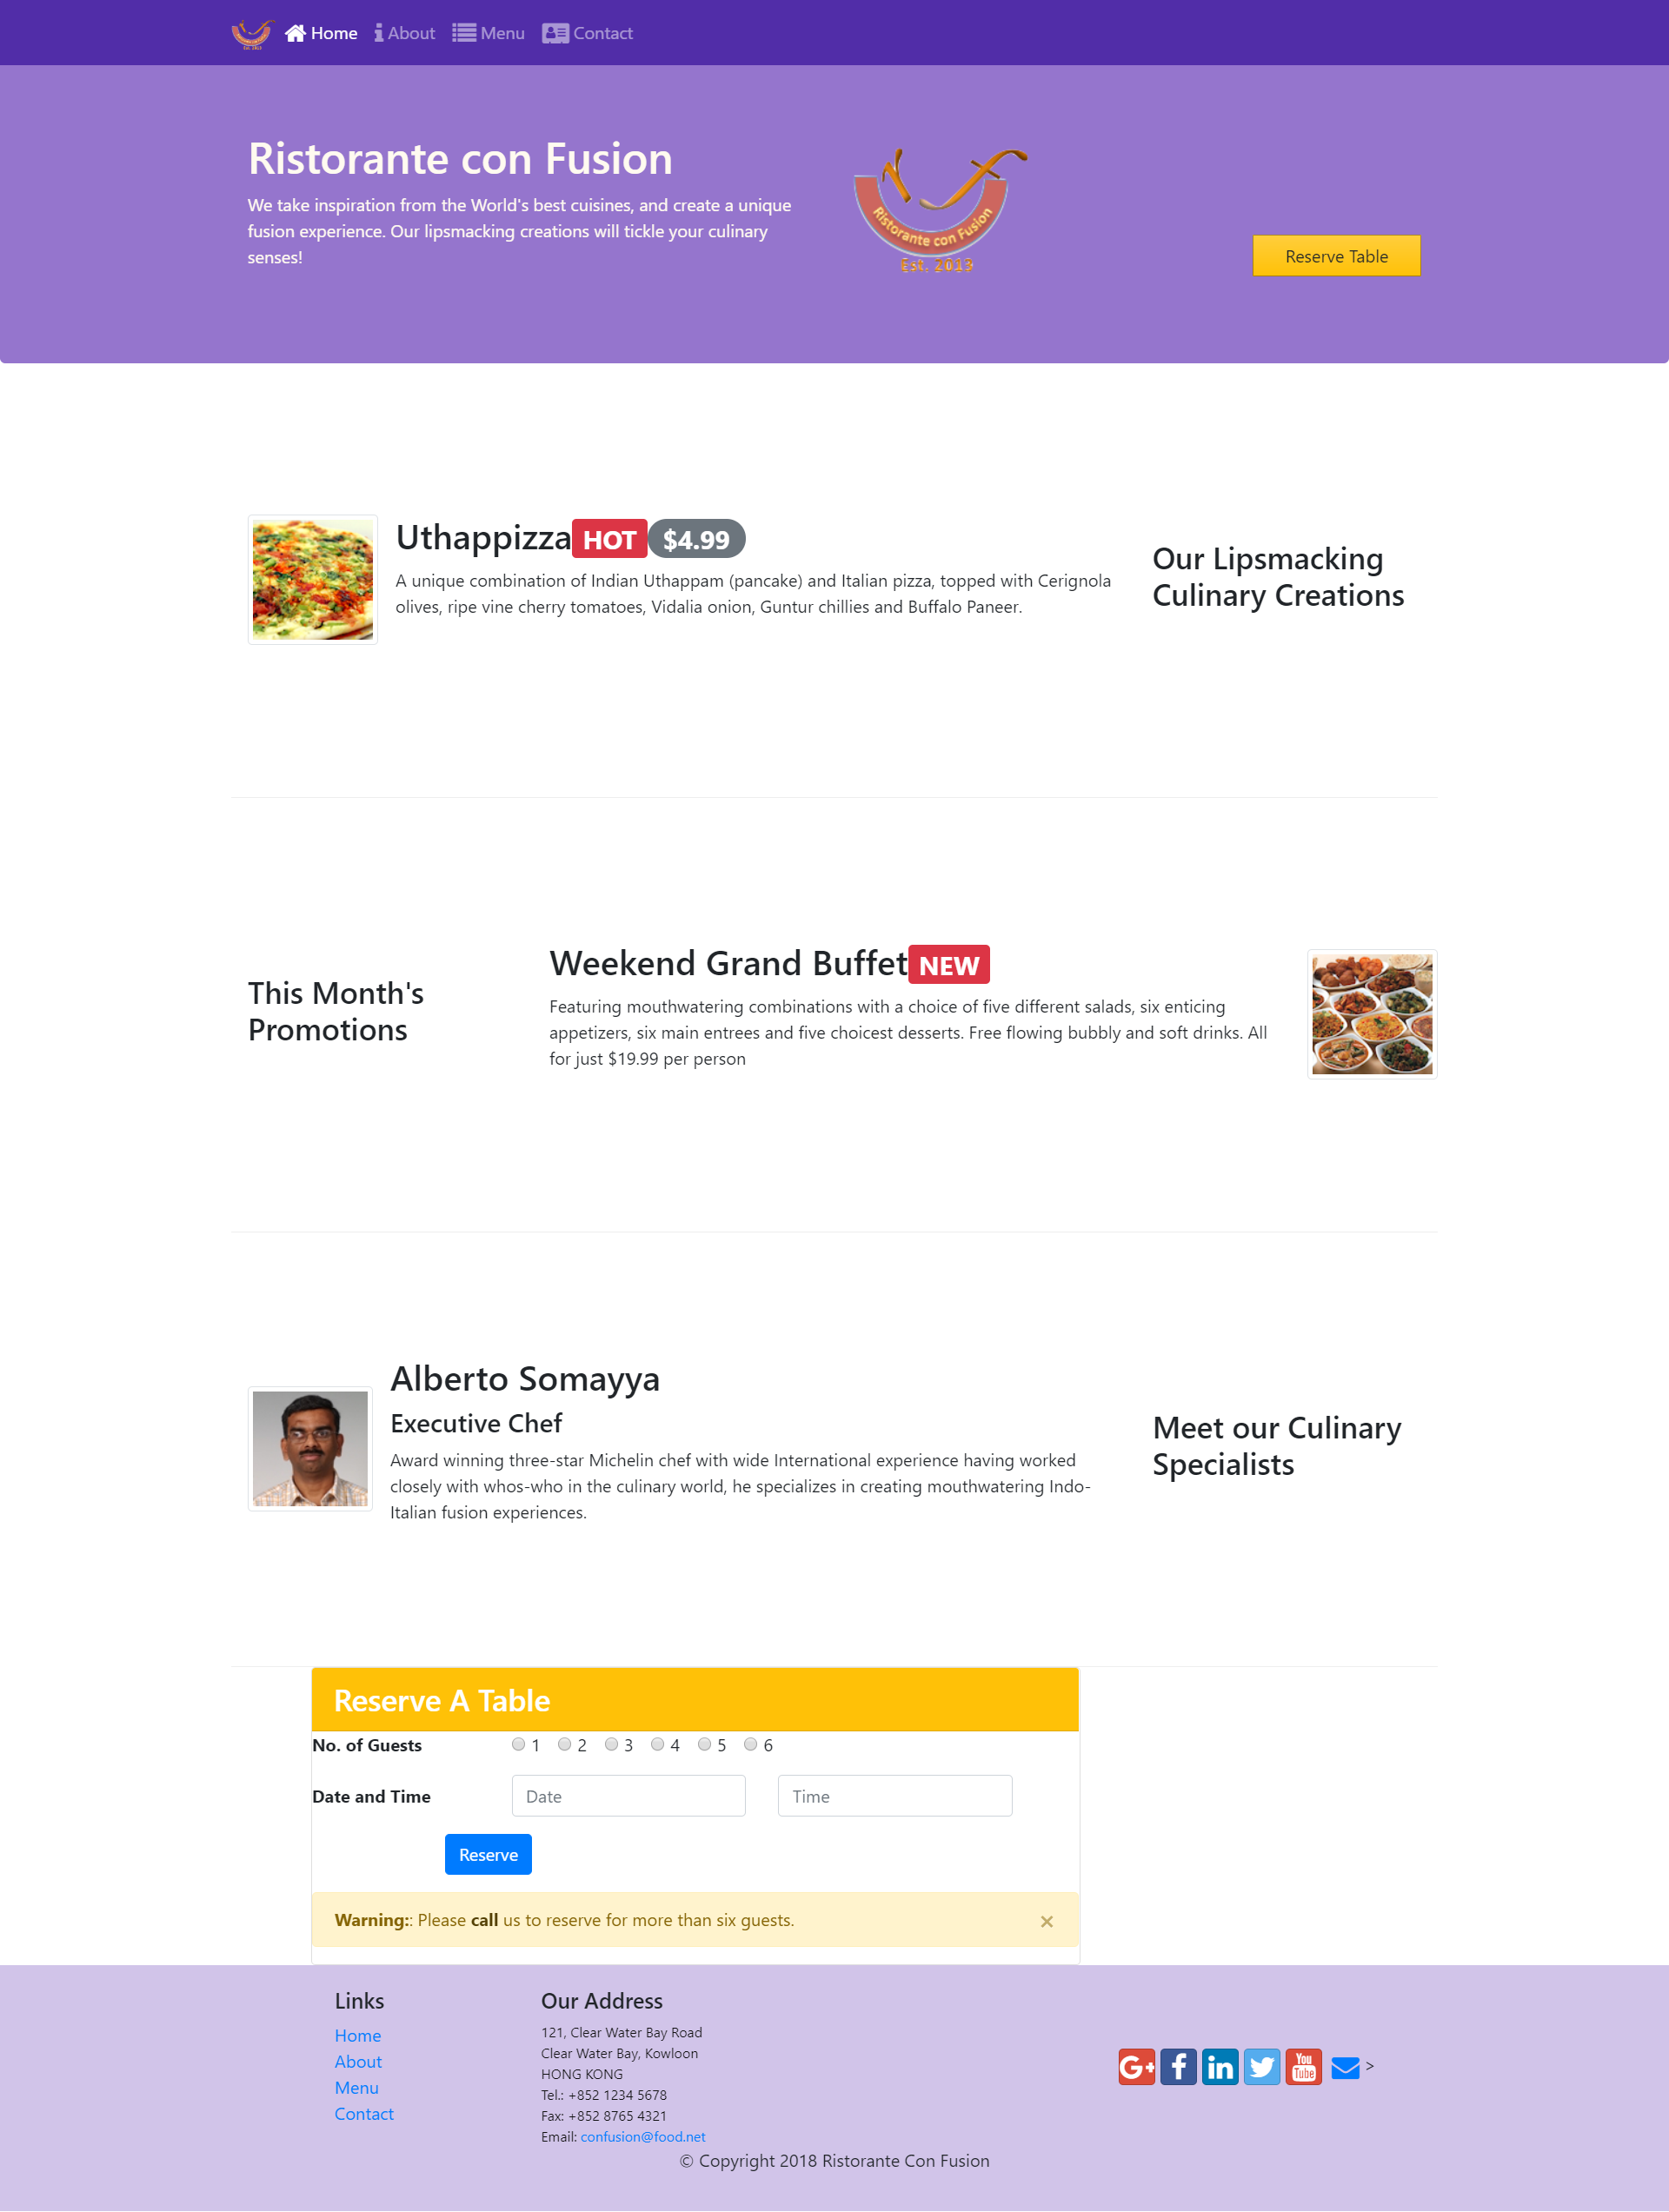 Home About Menu Contact
Ristorante con Fusion
We take inspiration from the World's best cuisines, and create a unique
fusion experience. Our lipsmacking creations will tickle your culinary
senses!
Ristorante con Fusion
Est. 2013
Reserve Table
Uthappizza HOT $4.99
A unique combination of Indian Uthappam (pancake) and Italian pizza, topped with Cerignola
olives, ripe vine cherry tomatoes, Vidalia onion, Guntur chillies and Buffalo Paneer.
Our Lipsmacking
Culinary Creations
This Month's
Promotions
Weekend Grand Buffet NEW
Featuring mouthwatering combinations with a choice of five different salads, six enticing
appetizers, six main entrees and five choicest desserts. Free flowing bubbly and soft drinks. All
for just $19.99 per person
Alberto Somayya
Executive Chef
Award winning three-star Michelin chef with wide International experience having worked
closely with whos-who in the culinary world, he specializes in creating mouthwatering Indo-
Italian fusion experiences.
Meet our Culinary
Specialists
Reserve A Table
No. of Guests 1 2 3 4 5 6
Date and Time Date Time
Reserve
Warning:: Please call us to reserve for more than six guests. ×
Links
Home
About
Menu
Contact
Our Address
121, Clear Water Bay Road
Clear Water Bay, Kowloon
HONG KONG
Tel.: +852 1234 5678
Fax: +852 8765 4321
Email: confusion@food.net
G+ f in You Tube >
© Copyright 2018 Ristorante Con Fusion